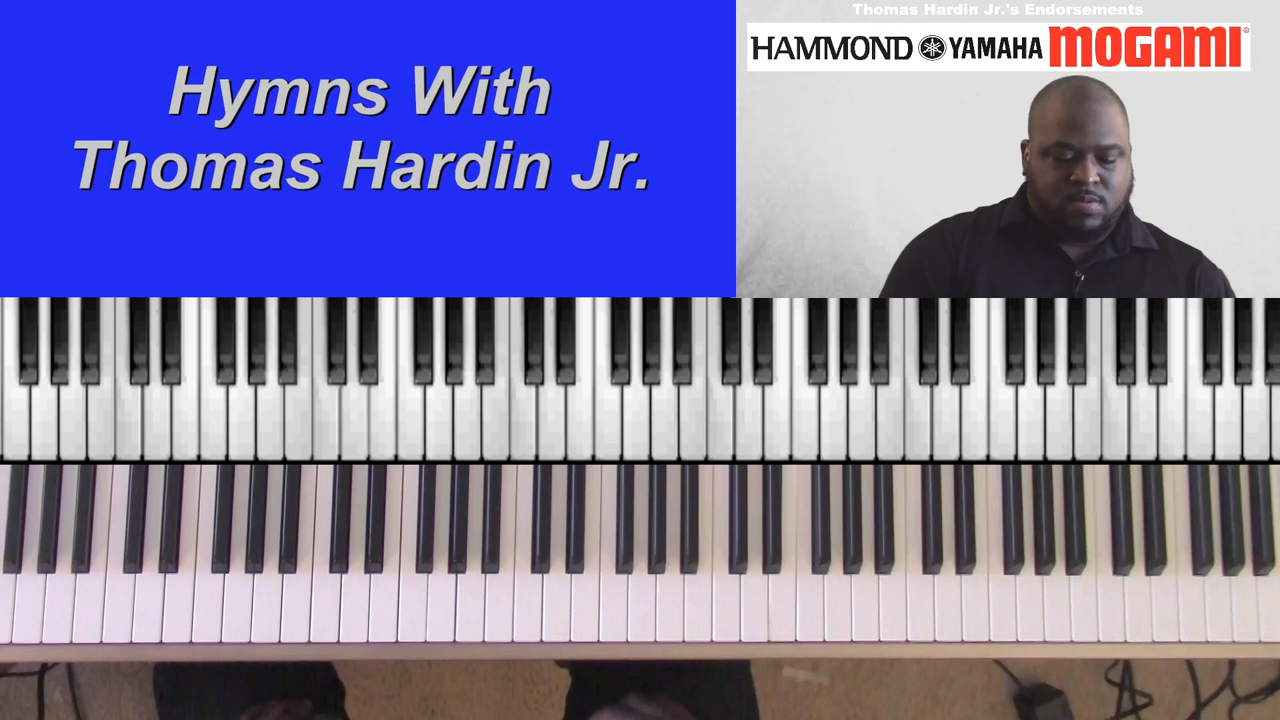 Hymns With
Thomas Hardin Jr.
Thomas Hardin Jr.'s Endorsements
HAMMOND YAMAHA MOGAMI®